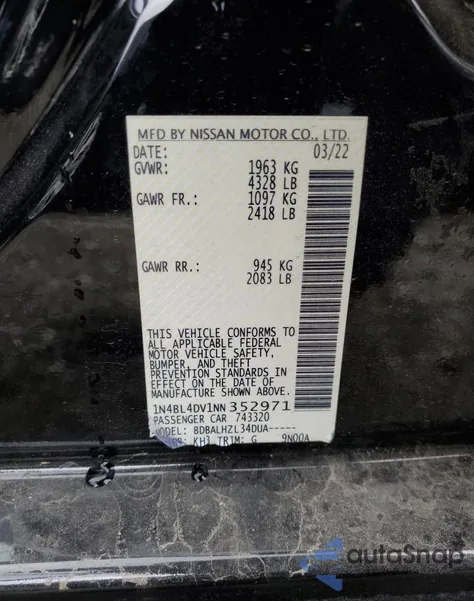 MFD BY NISSAN MOTOR CO., LTD.
DATE: 03/22
GVWR: 1963 KG
4328 LB
GAWR FR.: 1097 KG
2418 LB
GAWR RR.: 945 KG
2083 LB
THIS VEHICLE CONFORMS TO
ALL APPLICABLE FEDERAL
MOTOR VEHICLE SAFETY,
BUMPER, AND THEFT
PREVENTION STANDARDS IN
EFFECT ON THE DATE OF
MANUFACTURE SHOWN ABOVE.
1N4BL4DV1NN352971
PASSENGER CAR 743320
MODEL: BDBALHZL34DUA-----
KH3 TRIM: G 9N00A
autoSnap